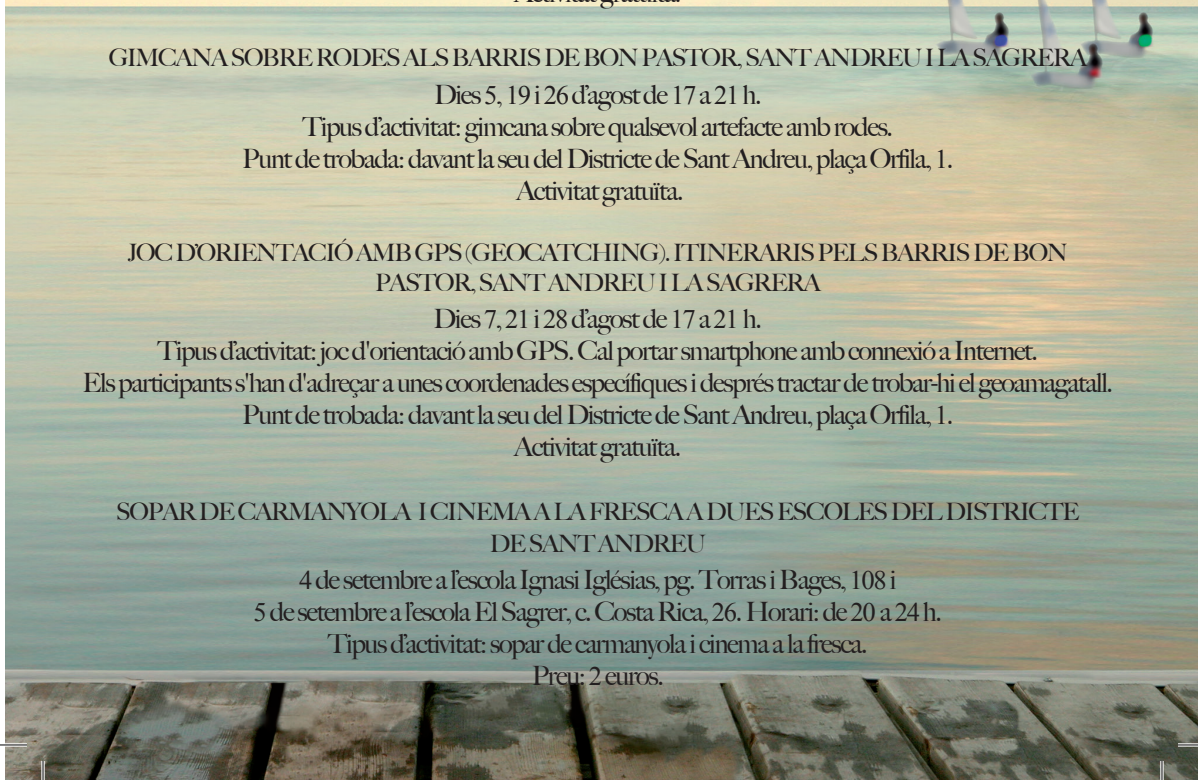 Activitat gratuïta.
GIMCANA SOBRE RODES ALS BARRIS DE BON PASTOR, SANT ANDREU I LA SAGRERA
Dies 5, 19 i 26 d'agost de 17 a 21 h.
Tipus d'activitat: gimcana sobre qualsevol artefacte amb rodes.
Punt de trobada: davant la seu del Districte de Sant Andreu, plaça Orfila, 1.
Activitat gratuïta.
JOC D'ORIENTACIÓ AMB GPS (GEOCATCHING). ITINERARIS PELS BARRIS DE BON
PASTOR, SANT ANDREU I LA SAGRERA
Dies 7, 21 i 28 d'agost de 17 a 21 h.
Tipus d'activitat: joc d'orientació amb GPS. Cal portar smartphone amb connexió a Internet.
Els participants s'han d'adreçar a unes coordenades específiques i després tractar de trobar-hi el geoamagatall.
Punt de trobada: davant la seu del Districte de Sant Andreu, plaça Orfila, 1.
Activitat gratuïta.
SOPAR DE CARMANYOLA I CINEMA A LA FRESCA A DUES ESCOLES DEL DISTRICTE
DE SANT ANDREU
4 de setembre a l'escola Ignasi Iglésias, pg. Torras i Bages, 108 i
5 de setembre a l'escola El Sagrer, c. Costa Rica, 26. Horari: de 20 a 24 h.
Tipus d'activitat: sopar de carmanyola i cinema a la fresca.
Preu: 2 euros.